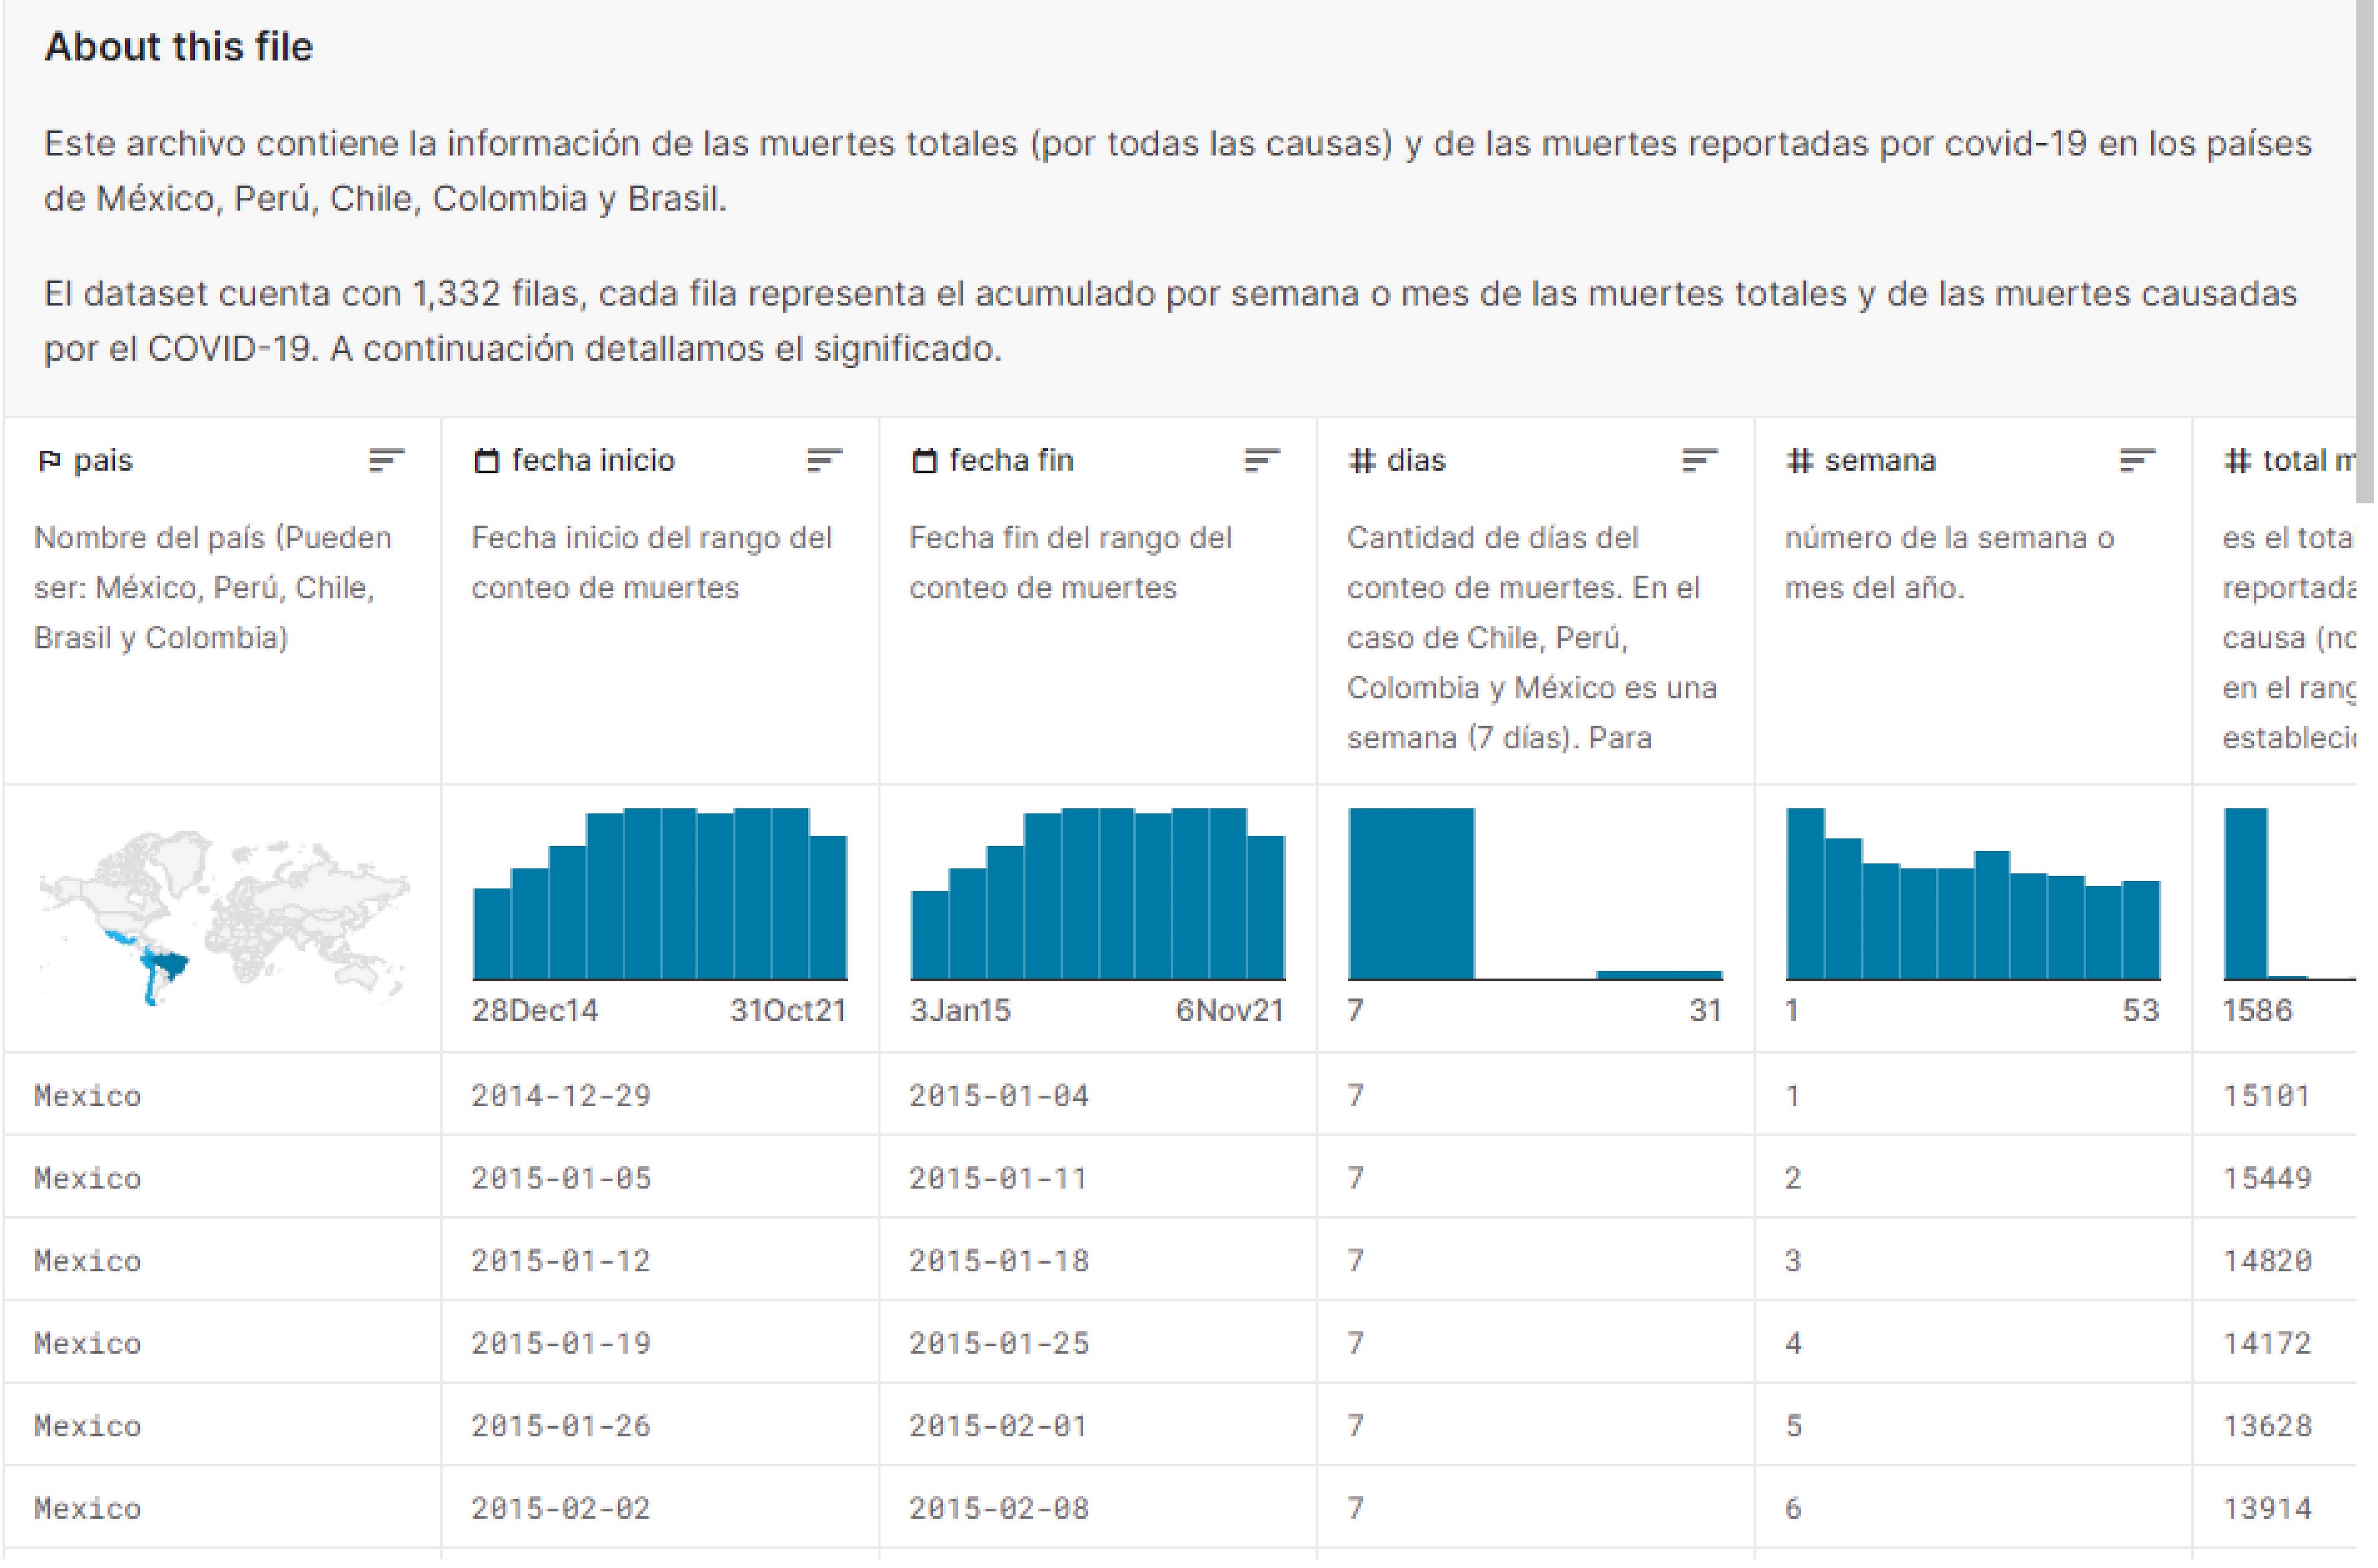 About this file
Este archivo contiene la información de las muertes totales (por todas las causas) y de las muertes reportadas por covid-19 en los países
de México, Perú, Chile, Colombia y Brasil.
El dataset cuenta con 1,332 filas, cada fila representa el acumulado por semana o mes de las muertes totales y de las muertes causadas
por el COVID-19. A continuación detallamos el significado.
pais
Nombre del país (Pueden
ser: México, Perú, Chile,
Brasil y Colombia)
fecha inicio
Fecha inicio del rango del
conteo de muertes
fecha fin
Fecha fin del rango del
conteo de muertes
# dias
Cantidad de días del
conteo de muertes. En el
caso de Chile, Perú,
Colombia y México es una
semana (7 días). Para
# semana
número de la semana o
mes del año.
# total m
es el tota
reportada
causa (no
en el rang
establecid
28Dec14 31Oct21
3Jan15 6Nov21
7 31
1 53
1586
Mexico 2014-12-29 2015-01-04 7 1 15101
Mexico 2015-01-05 2015-01-11 7 2 15449
Mexico 2015-01-12 2015-01-18 7 3 14820
Mexico 2015-01-19 2015-01-25 7 4 14172
Mexico 2015-01-26 2015-02-01 7 5 13628
Mexico 2015-02-02 2015-02-08 7 6 13914